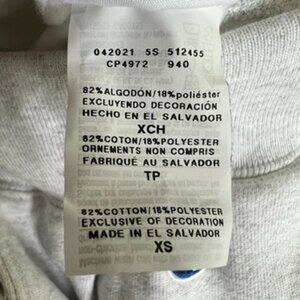 042021 SS 512455
CP4972 940
82%ALGODÓN/18%poliéster
EXCLUYENDO DECORACIÓN
HECHO EN EL SALVADOR
XCH
82%COTON/18%POLYESTER
ORNEMENTS NON COMPRIS
FABRIQUÉ AU SALVADOR
TP
82%COTTON/18%POLYESTER
EXCLUSIVE OF DECORATION
MADE IN EL SALVADOR
XS